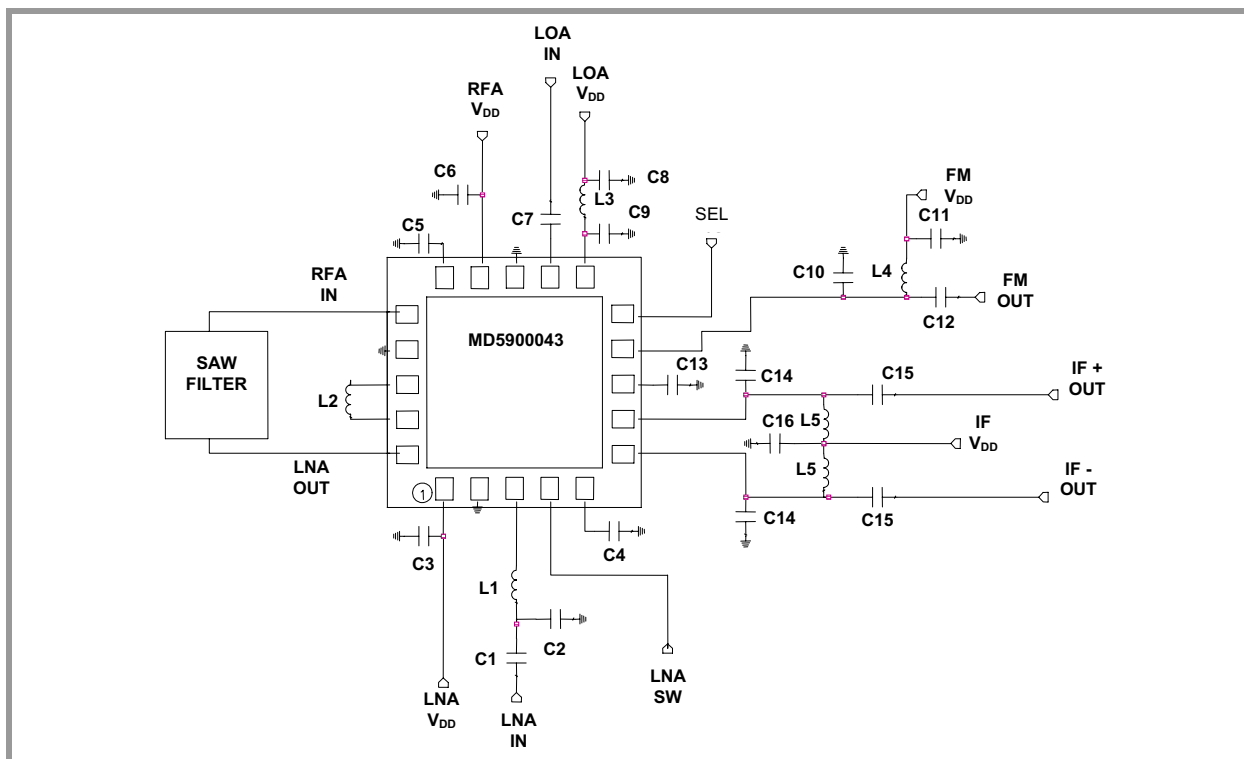 LOA
IN
LOA
VDD
RFA
VDD
C6
C8
L3
C7
C9
C5
SEL
FM
VDD
C11
C10
L4
FM
OUT
C12
RFA
IN
MD5900043
SAW
FILTER
L2
C13
C14
C15
IF +
OUT
L5
C16
IF
VDD
L5
IF -
OUT
C14
C15
LNA
OUT
1
C3
C4
L1
C2
C1
LNA
VDD
LNA
IN
LNA
SW